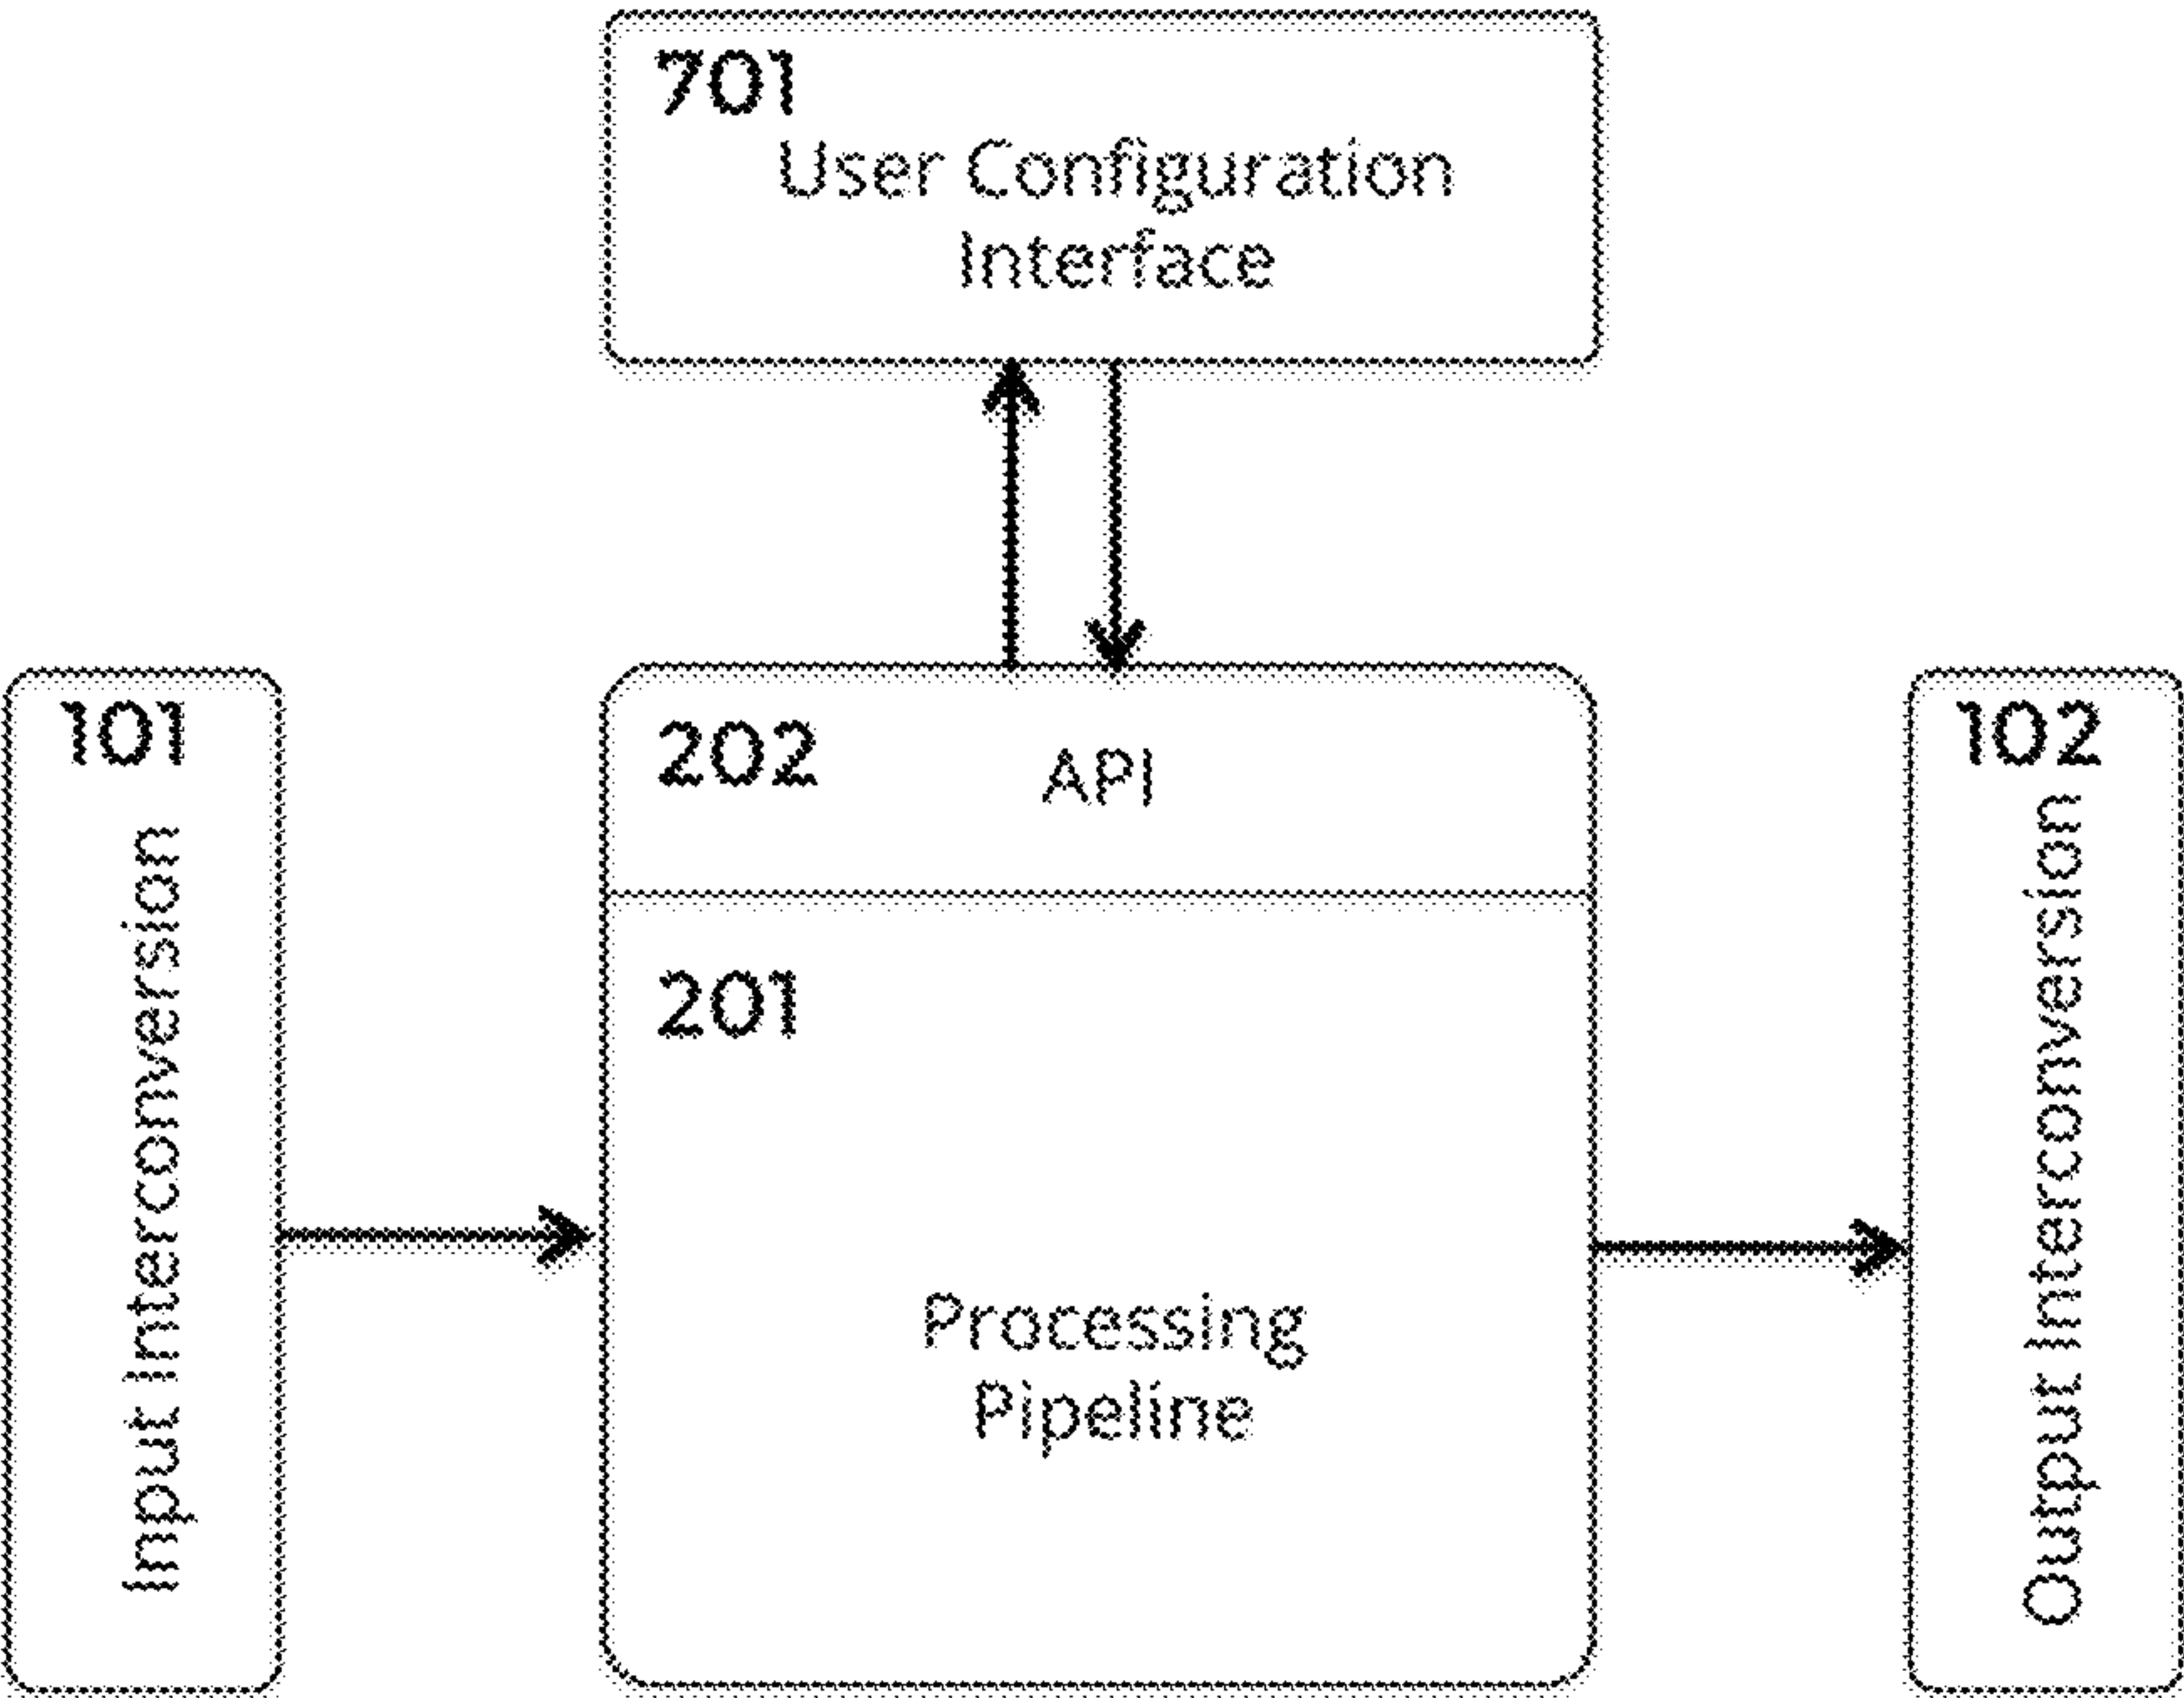 701
User Configuration
Interface
101
Input Interconversion
202
API
201
Processing
Pipeline
102
Output Interconversion